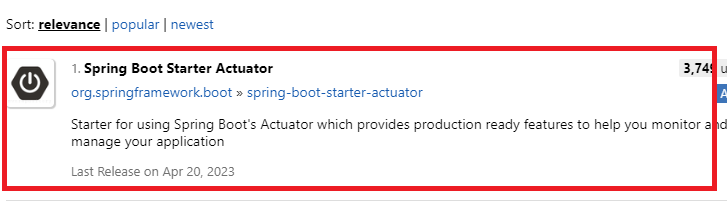 Sort: relevance | popular | newest
1. Spring Boot Starter Actuator 3,749 u
org.springframework.boot » spring-boot-starter-actuator A
Starter for using Spring Boot's Actuator which provides production ready features to help you monitor and
manage your application
Last Release on Apr 20, 2023